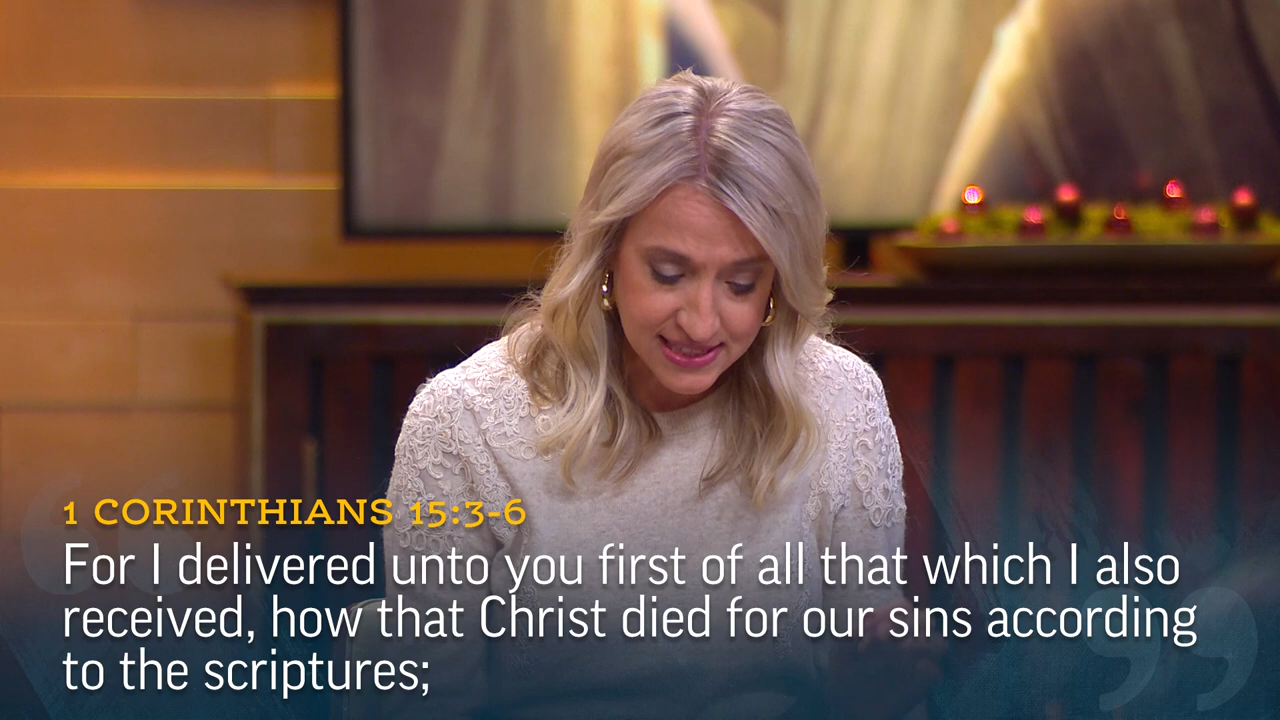 1 CORINTHIANS 15:3-6
For I delivered unto you first of all that which I also
received, how that Christ died for our sins according
to the scriptures;